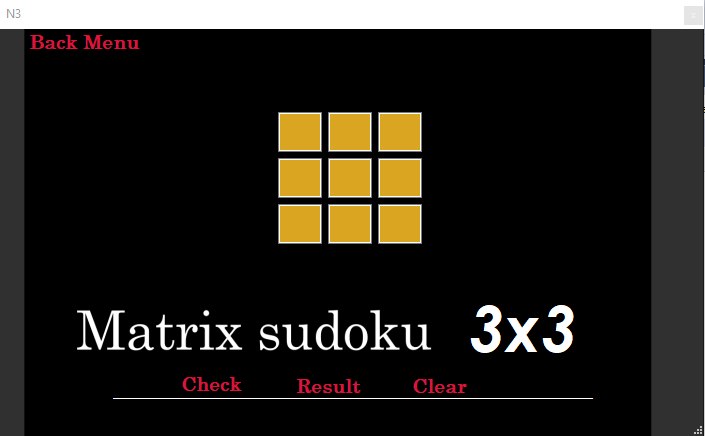 N3
Back Menu
Matrix sudoku 3x3
Check Result Clear